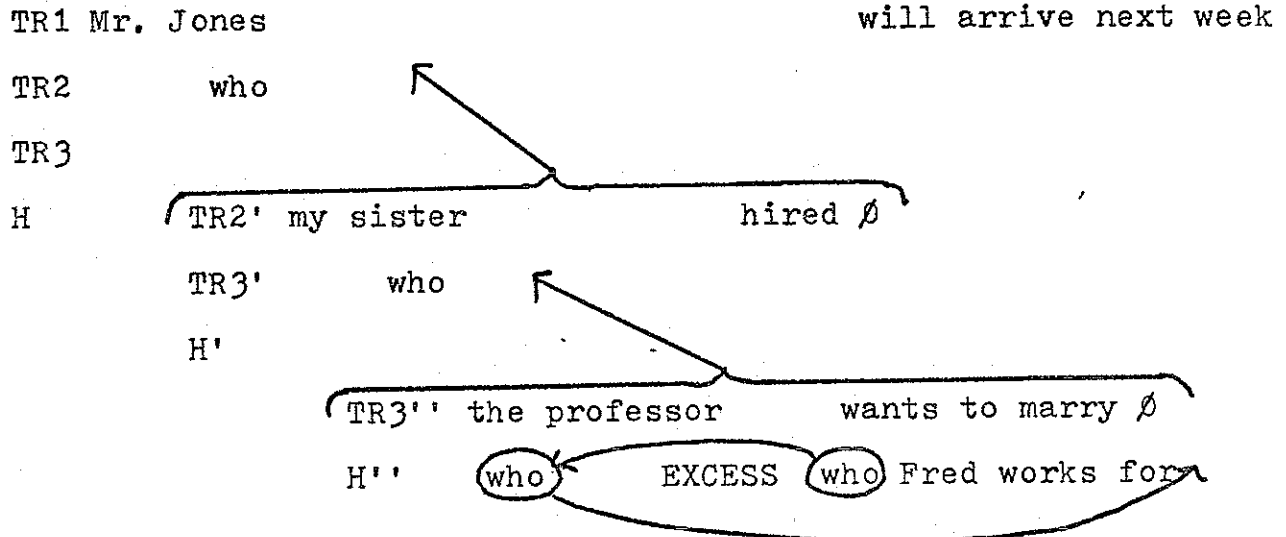 TR1 Mr. Jones will arrive next week
TR2 who
TR3
H TR2' my sister hired Ø
TR3' who
H'
TR3'' the professor wants to marry Ø
H'' who EXCESS who Fred works for